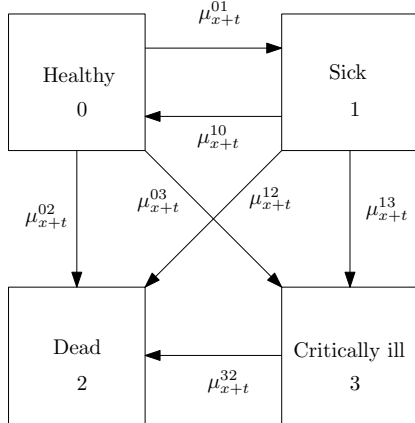 μ^{01}_{x+t}
Healthy
0
Sick
1
μ^{10}_{x+t}
μ^{02}_{x+t}
μ^{03}_{x+t}
μ^{12}_{x+t}
μ^{13}_{x+t}
Dead
2
Critically ill
3
μ^{32}_{x+t}